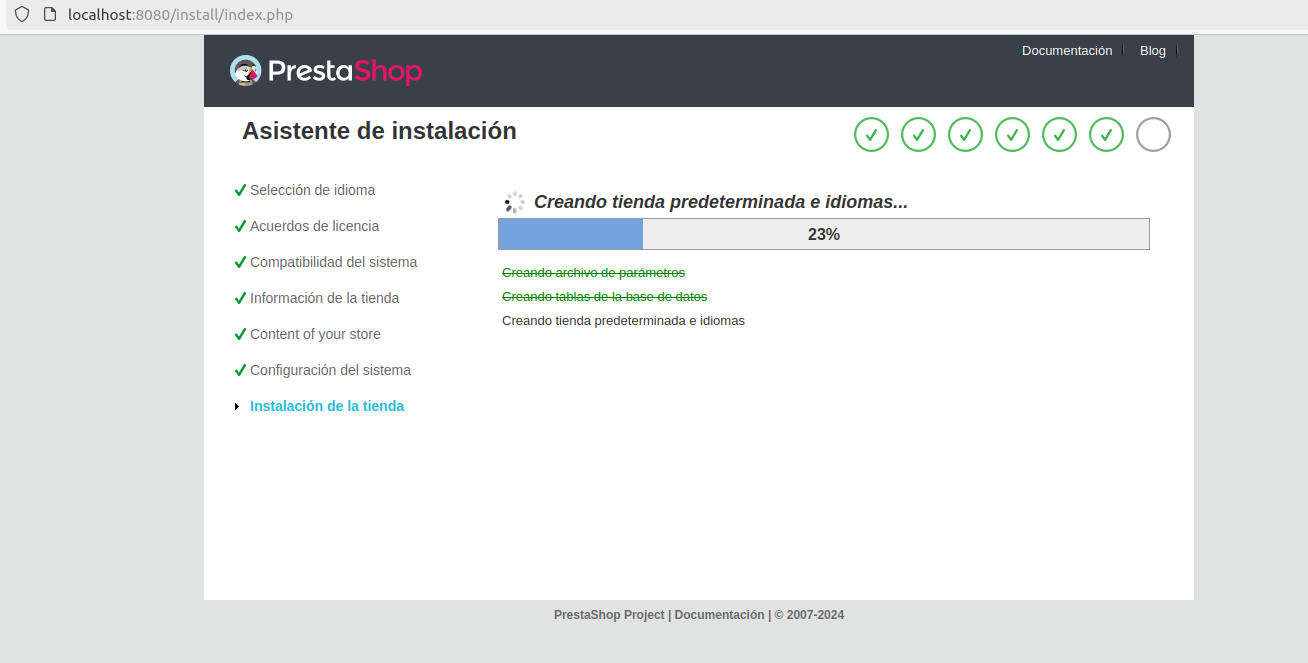 localhost:8080/install/index.php
Documentación
Blog
PrestaShop
Asistente de instalación
Selección de idioma
Acuerdos de licencia
Compatibilidad del sistema
Información de la tienda
Content of your store
Configuración del sistema
Instalación de la tienda
Creando tienda predeterminada e idiomas...
23%
Creando archivo de parámetros
Creando tablas de la base de datos
Creando tienda predeterminada e idiomas
PrestaShop Project | Documentación | © 2007-2024